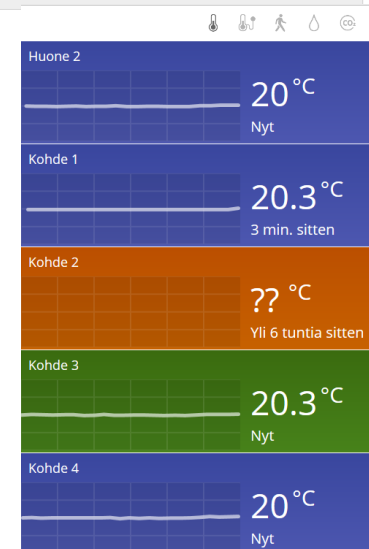 CO₂
Huone 2
20 °C
Nyt
Kohde 1
20.3 °C
3 min. sitten
Kohde 2
?? °C
Yli 6 tuntia sitten
Kohde 3
20.3 °C
Nyt
Kohde 4
20 °C
Nyt